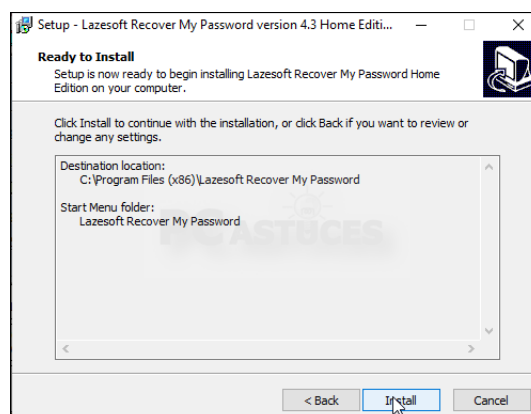 Setup - Lazesoft Recover My Password version 4.3 Home Editi...
Ready to Install
Setup is now ready to begin installing Lazesoft Recover My Password Home
Edition on your computer.
Click Install to continue with the installation, or click Back if you want to review or
change any settings.
Destination location:
C:\Program Files (x86)\Lazesoft Recover My Password
Start Menu folder:
Lazesoft Recover My Password
PC ASTUCES
< Back Install Cancel